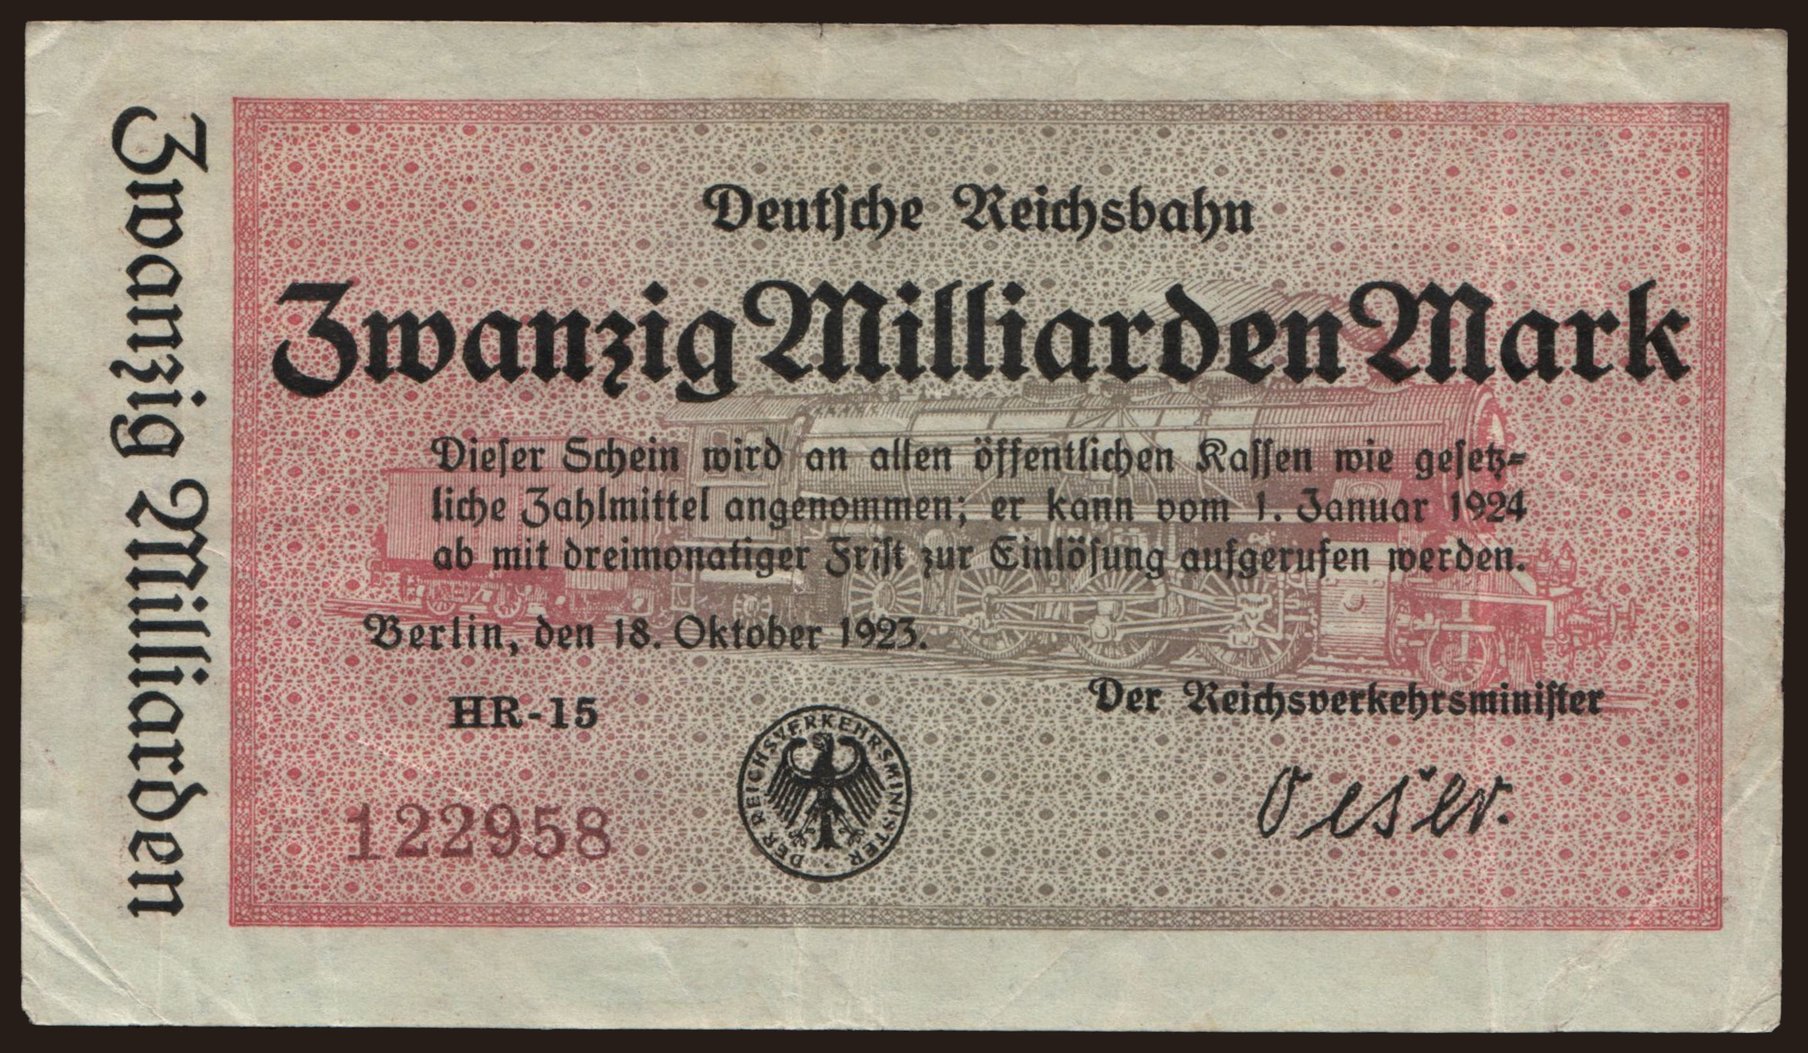 Zwanzig Milliarden
Deutsche Reichsbahn
Zwanzig Milliarden Mark
Dieser Schein wird an allen öffentlichen Kassen wie gesetz=
liche Zahlmittel angenommen; er kann vom 1. Januar 1924
ab mit dreimonatiger Frist zur Einlösung aufgerufen werden.
Berlin, den 18. Oktober 1923.
HR-15
Der Reichsverkehrsminister
DER REICHSVERKEHRSMINISTER
Oeser.
122958